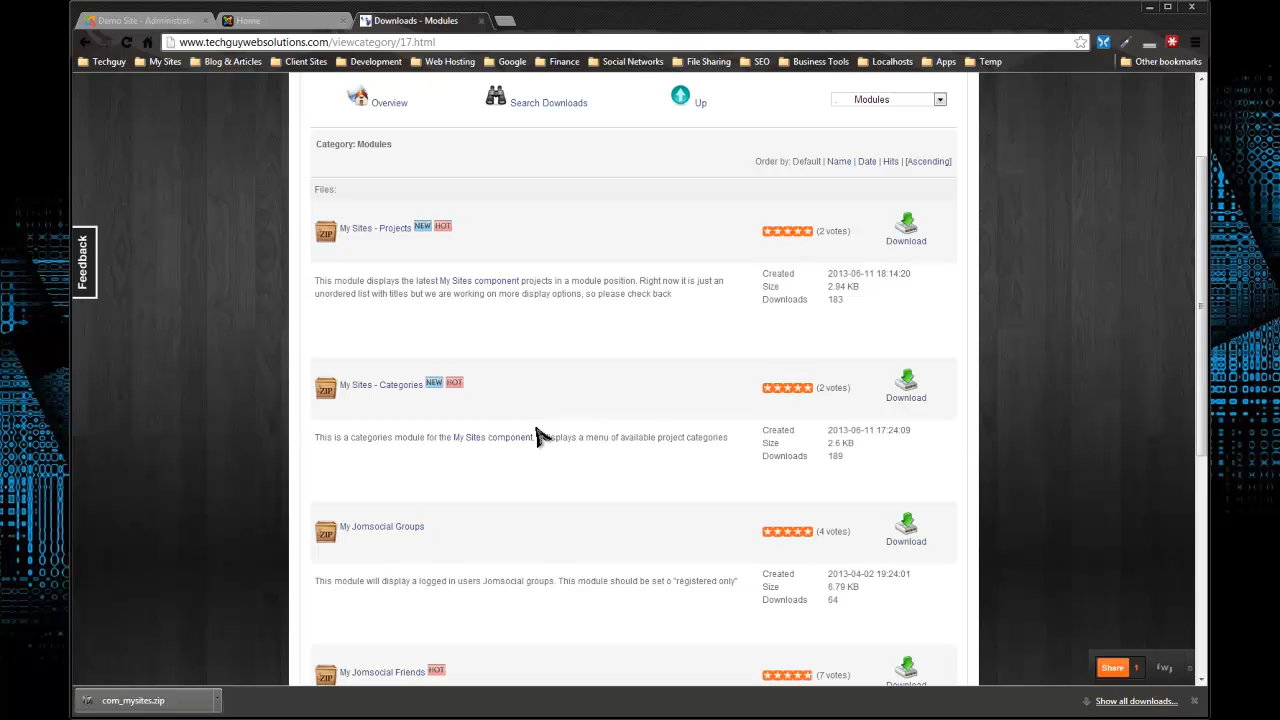 Demo Site - Administrat
Home
Downloads - Modules
www.techguywebsolutions.com/viewcategory/17.html
Techguy
My Sites
Blog & Articles
Client Sites
Development
Web Hosting
Google
Finance
Social Networks
File Sharing
SEO
Business Tools
Localhosts
Apps
Temp
Other bookmarks
Overview
Search Downloads
Up
Modules
Category: Modules
Order by: Default | Name | Date | Hits | [Ascending]
Files:
ZIP
My Sites - Projects NEW HOT
(2 votes)
Download
This module displays the latest My Sites component projects in a module position. Right now it is just an
unordered list with titles but we are working on more display options, so please check back
Created 2013-06-11 18:14:20
Size 2.94 KB
Downloads 183
ZIP
My Sites - Categories NEW HOT
(2 votes)
Download
This is a categories module for the My Sites component. displays a menu of available project categories
Created 2013-06-11 17:24:09
Size 2.6 KB
Downloads 189
ZIP
My Jomsocial Groups
(4 votes)
Download
This module will display a logged in users Jomsocial groups. This module should be set o "registered only"
Created 2013-04-02 19:24:01
Size 6.79 KB
Downloads 64
ZIP
My Jomsocial Friends HOT
(7 votes)
Download
Feedback
Share 1
com_mysites.zip
Show all downloads...